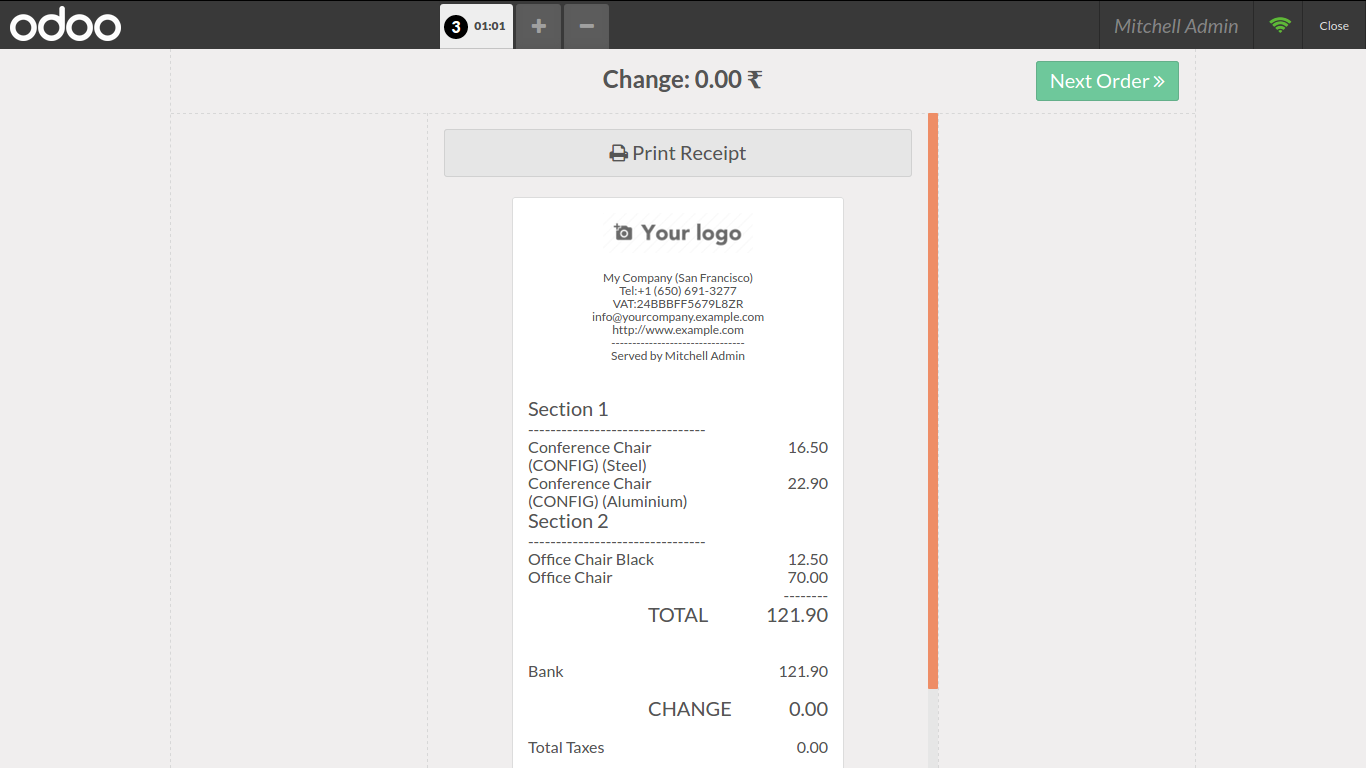 odoo
3 01:01 + −
Mitchell Admin
Close
Change: 0.00 ₹
Next Order »
Print Receipt
Your logo
My Company (San Francisco)
Tel:+1 (650) 691-3277
VAT:24BBBFF5679L8ZR
info@yourcompany.example.com
http://www.example.com
--------------------------------
Served by Mitchell Admin
Section 1
--------------------------------
Conference Chair 16.50
(CONFIG) (Steel)
Conference Chair 22.90
(CONFIG) (Aluminium)
Section 2
--------------------------------
Office Chair Black 12.50
Office Chair 70.00
--------
TOTAL 121.90
Bank 121.90
CHANGE 0.00
Total Taxes 0.00